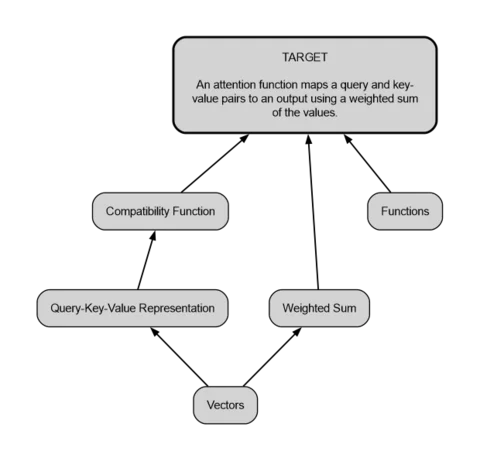 TARGET
An attention function maps a query and key-
value pairs to an output using a weighted sum
of the values.
Compatibility Function
Functions
Query-Key-Value Representation
Weighted Sum
Vectors